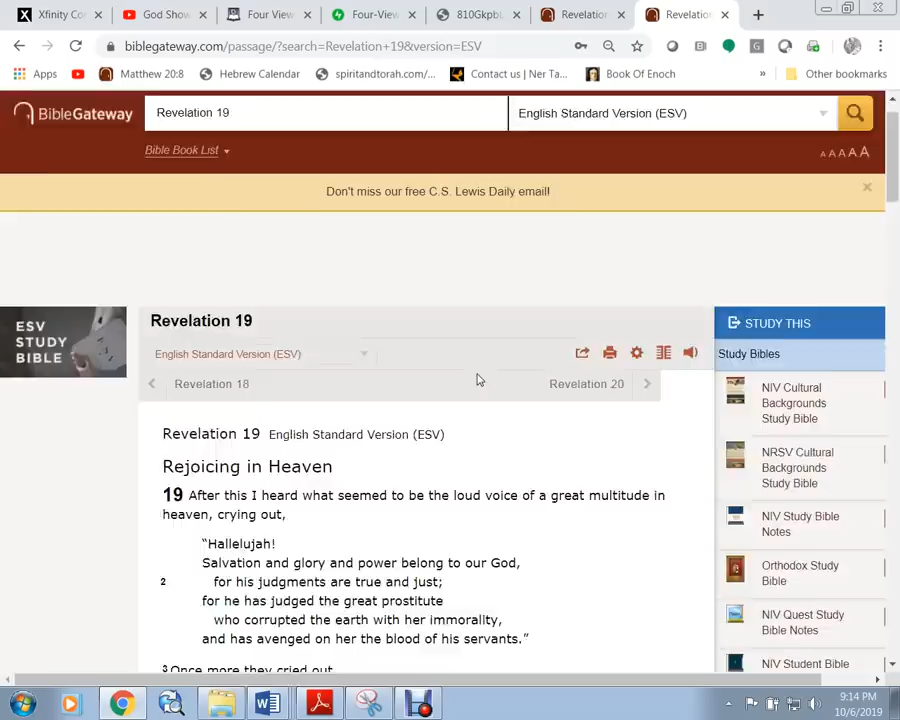 Xfinity Co
God Show
Four View
Four-View
810Gkpbl
Revelation
Revelation
biblegateway.com/passage/?search=Revelation+19&version=ESV
Apps
Matthew 20:8
Hebrew Calendar
spiritandtorah.com/...
Contact us | Ner Ta...
Book Of Enoch
»
Other bookmarks
BibleGateway
Revelation 19
English Standard Version (ESV)
Bible Book List
A A A A A
Don't miss our free C.S. Lewis Daily email!
ESV
STUDY
BIBLE
Revelation 19
English Standard Version (ESV)
Revelation 18
Revelation 20
STUDY THIS
Study Bibles
NIV Cultural
Backgrounds
Study Bible
NRSV Cultural
Backgrounds
Study Bible
NIV Study Bible
Notes
Orthodox Study
Bible
NIV Quest Study
Bible Notes
NIV Student Bible
Revelation 19 English Standard Version (ESV)
Rejoicing in Heaven
19 After this I heard what seemed to be the loud voice of a great multitude in
heaven, crying out,
“Hallelujah!
Salvation and glory and power belong to our God,
2 for his judgments are true and just;
for he has judged the great prostitute
who corrupted the earth with her immorality,
and has avenged on her the blood of his servants.”
3 Once more they cried out,
9:14 PM
10/6/2019